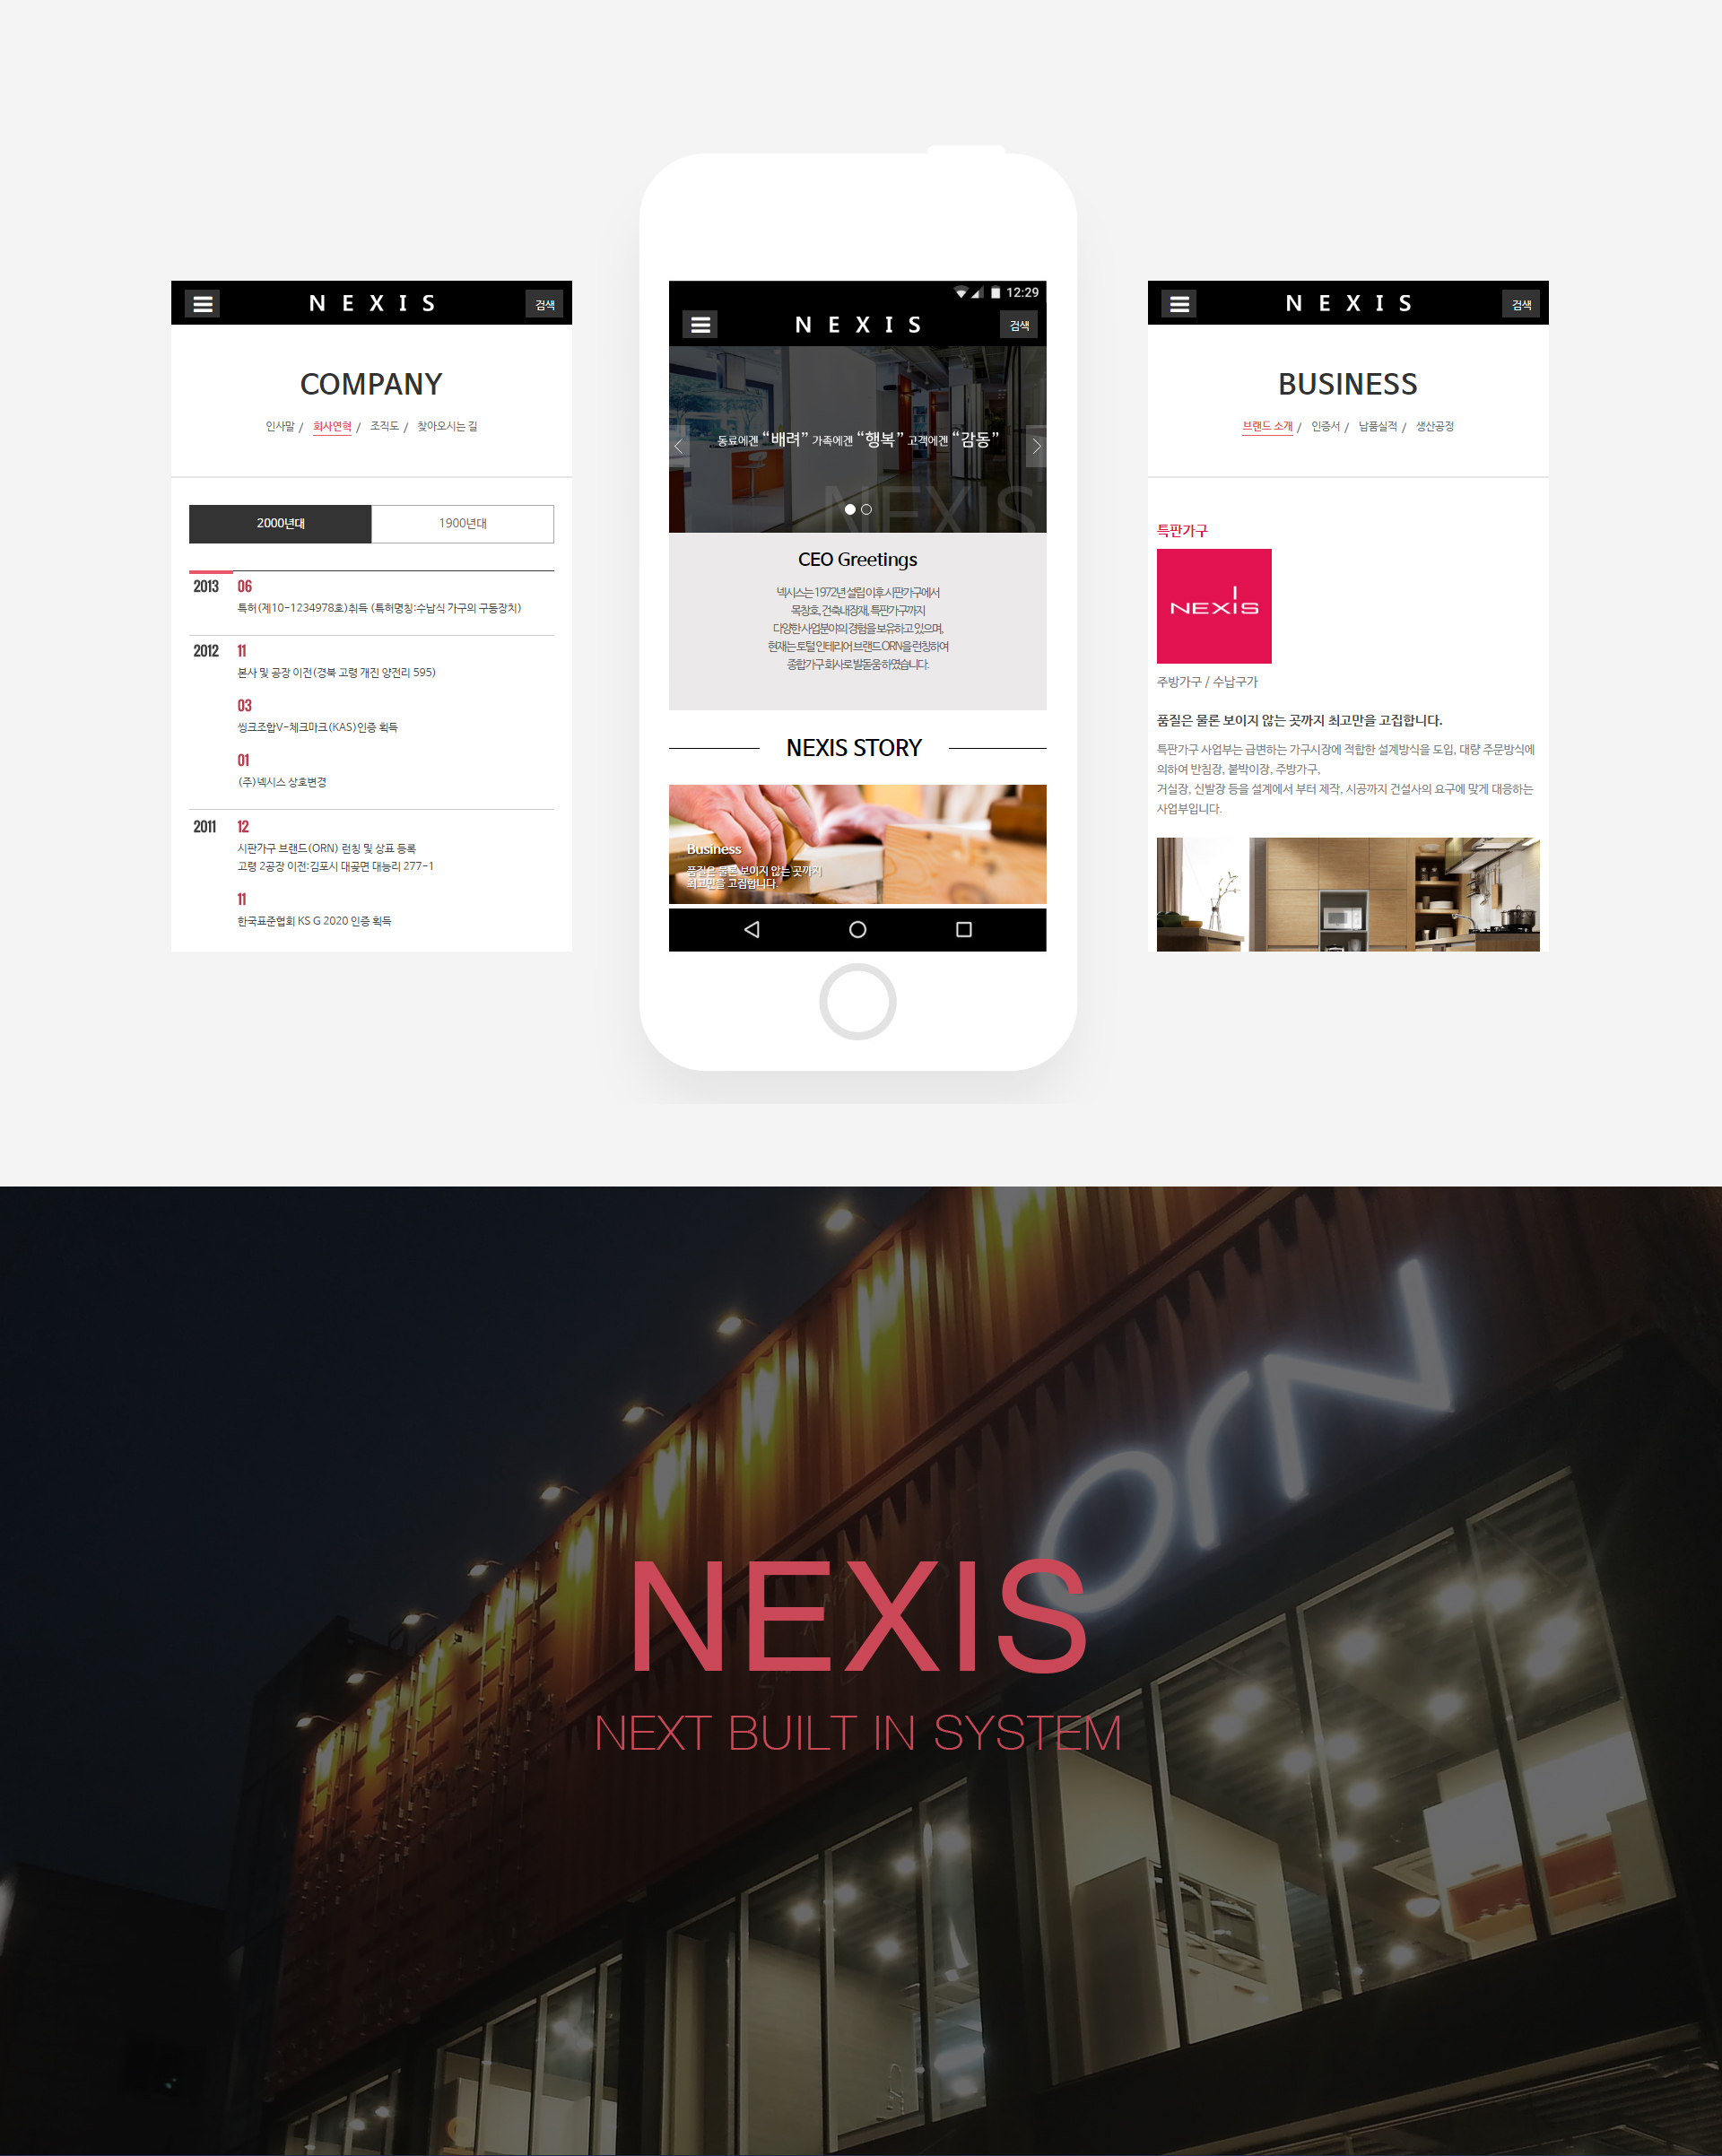 NEXIS
검색
COMPANY
인사말 / 회사연혁 / 조직도 / 찾아오시는 길
2000년대
1900년대
2013 06
특허(제10-1234978호)취득 (특허명칭:수납식 가구의 구동장치)
2012 11
본사 및 공장 이전(경북 고령 개진 양전리 595)
03
씽크조합V-체크마크(KAS)인증 획득
01
(주)넥시스 상호변경
2011 12
시판가구 브랜드(ORN) 런칭 및 상표 등록
고령 2공장 이전:김포시 대곶면 대능리 277-1
11
한국표준협회 KS G 2020 인증 획득
12:29
NEXIS
검색
동료에겐 “배려” 가족에겐 “행복” 고객에겐 “감동”
NEXIS
CEO Greetings
넥시스는 1972년 설립 이후 시판가구에서
목창호, 건축내장재, 특판가구까지
다양한 사업분야의 경험을 보유하고 있으며,
현재는 토털 인테리어 브랜드 ORN을 런칭하여
종합가구 회사로 발돋움 하였습니다.
NEXIS STORY
Business
품질은 물론 보이지 않는 곳까지
최고만을 고집합니다.
NEXIS
검색
BUSINESS
브랜드 소개 / 인증서 / 납품실적 / 생산공정
특판가구
NEXIS
주방가구 / 수납구가
품질은 물론 보이지 않는 곳까지 최고만을 고집합니다.
특판가구 사업부는 급변하는 가구시장에 적합한 설계방식을 도입, 대량 주문방식에
의하여 반침장, 붙박이장, 주방가구,
거실장, 신발장 등을 설계에서 부터 제작, 시공까지 건설사의 요구에 맞게 대응하는
사업부입니다.
orN
NEXIS
NEXT BUILT IN SYSTEM